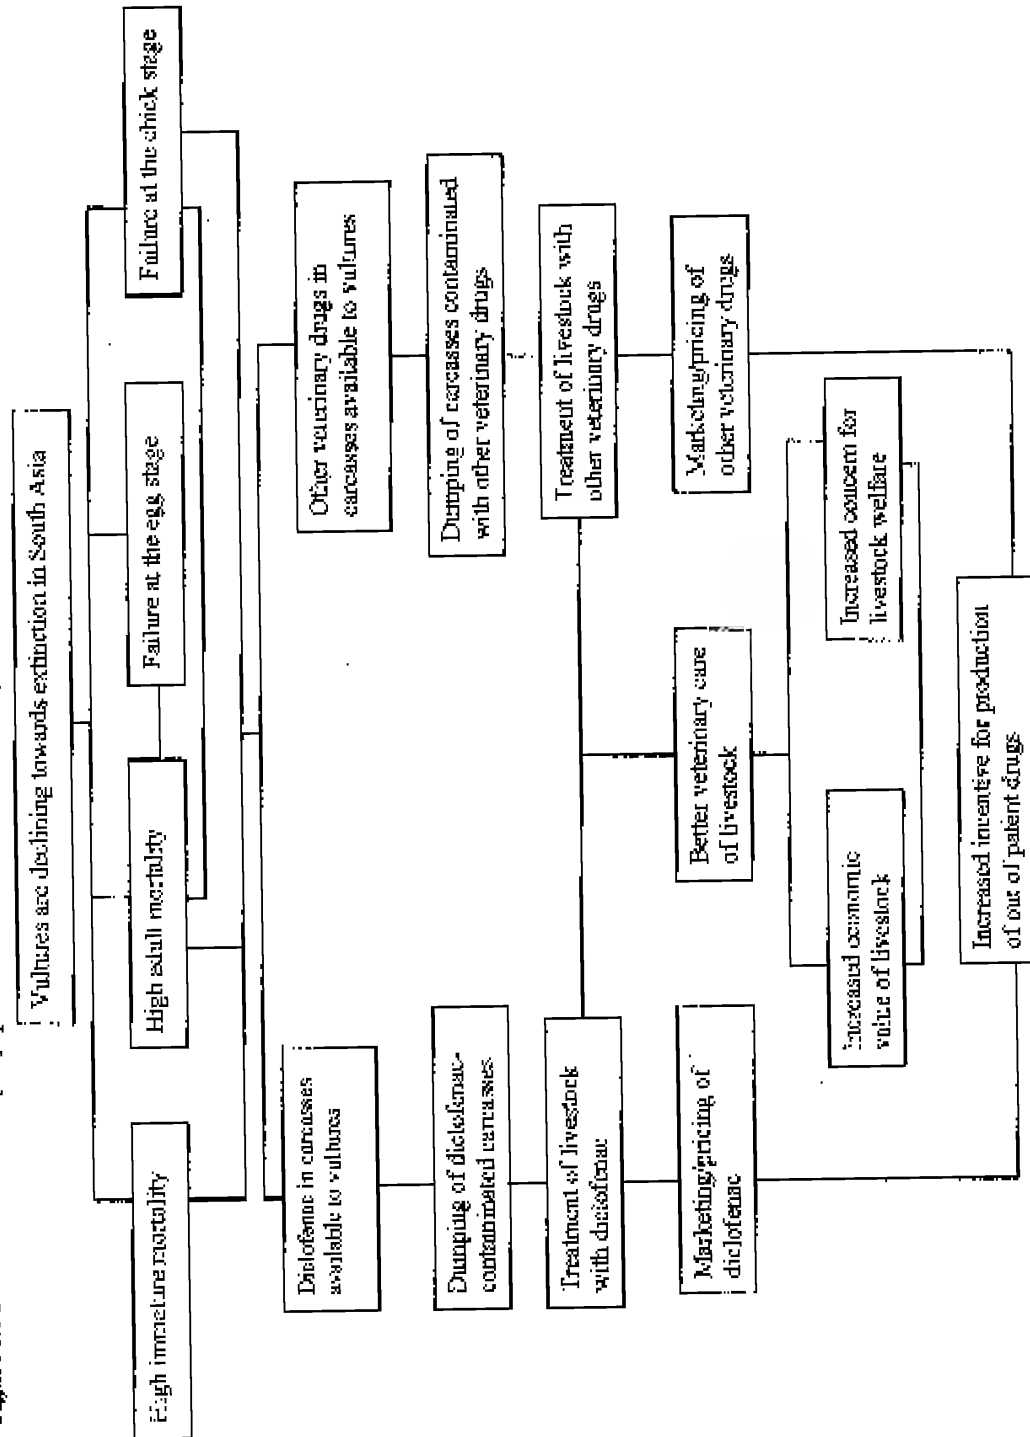 Vultures are declining towards extinction in South Asia
High immature mortality
High adult mortality
Failure at the egg stage
Failure at the chick stage
Diclofenac in carcasses
available to vultures
Other veterinary drugs in
carcasses available to vultures
Dumping of diclofenac-
contaminated carcasses
Dumping of carcasses contaminated
with other veterinary drugs
Treatment of livestock
with diclofenac
Treatment of livestock with
other veterinary drugs
Marketing/pricing of
diclofenac
Better veterinary care
of livestock
Marketing/pricing of
other veterinary drugs
Increased economic
value of livestock
Increased concern for
livestock welfare
Increased incentive for production
of out of patent drugs